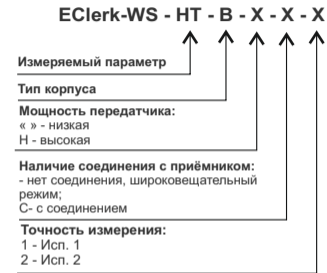 EClerk-WS - HT - B - X - X - X
Измеряемый параметр
Тип корпуса
Мощность передатчика:
« » - низкая
Н - высокая
Наличие соединения с приёмником:
- нет соединения, широковещательный
режим;
С- с соединением
Точность измерения:
1 - Исп. 1
2 - Исп. 2